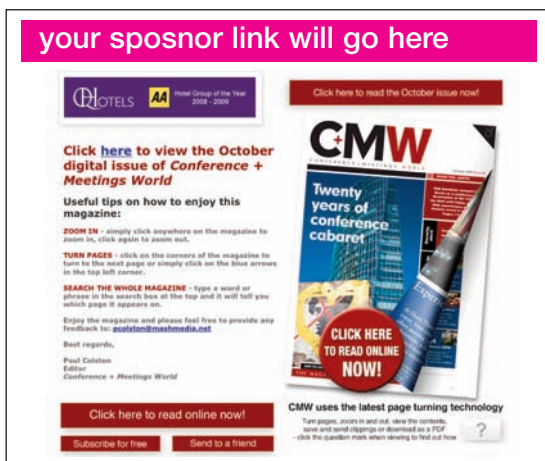 your sposnor link will go here
QHOTELS
AA
Hotel Group of the Year
2008 - 2009
Click here to view the October
digital issue of Conference +
Meetings World
Useful tips on how to enjoy this
magazine:
ZOOM IN - simply click anywhere on the magazine to
zoom in, click again to zoom out.
TURN PAGES - click on the corners of the magazine to
turn to the next page or simply click on the blue arrows
in the top left corner.
SEARCH THE WHOLE MAGAZINE - type a word or
phrase in the search box at the top and it will tell you
which page it appears on.
Enjoy the magazine and please feel free to provide any
feedback to: pcolston@mashmedia.net
Best regards,
Paul Colston
Editor
Conference + Meetings World
Click here to read online now!
Subscribe for free
Send to a friend
Click here to read the October issue now!
C+MW
CONFERENCE + MEETINGS WORLD
Twenty
years of
conference
cabaret
CLICK HERE
TO READ ONLINE
NOW!
CMW uses the latest page turning technology
Turn pages, zoom in and out, view the contents,
save and send clippings or download as a PDF
- click the question mark when viewing to find out how
?